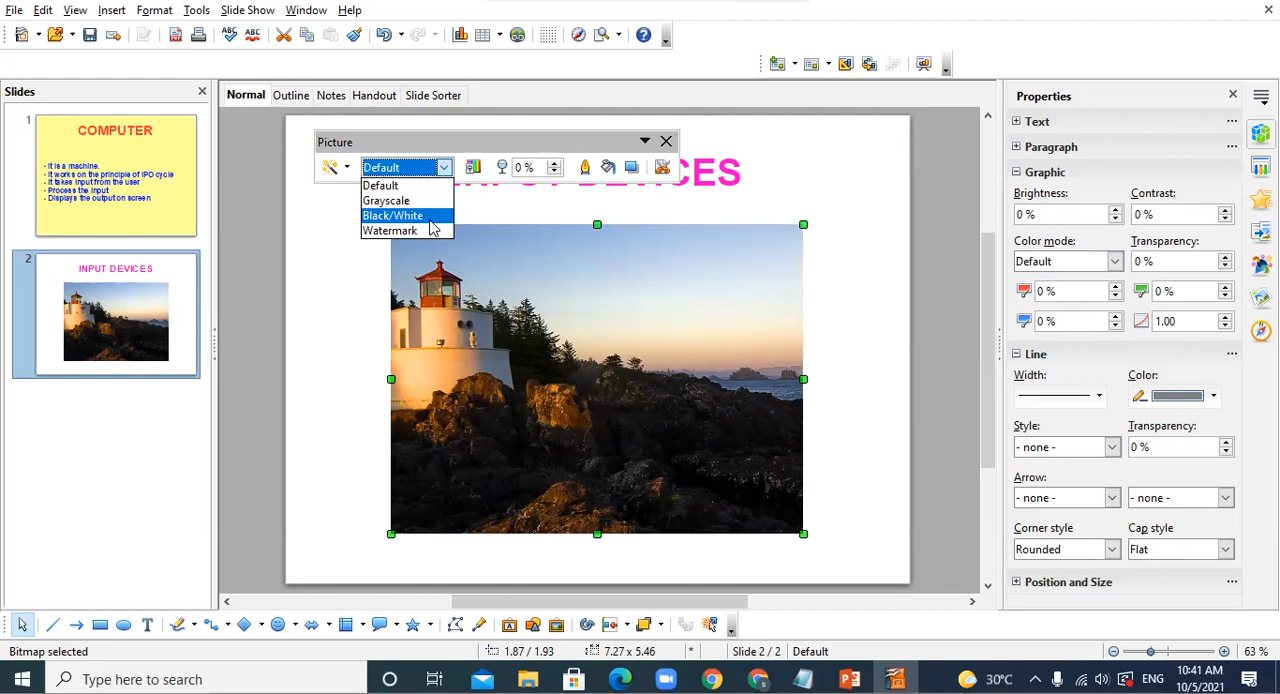 File Edit View Insert Format Tools Slide Show Window Help
Slides
Normal Outline Notes Handout Slide Sorter
1
COMPUTER
- It is a machine.
- It works on the principle of IPO cycle
- It takes input from the user
- Process the input
- Displays the output on screen
2
INPUT DEVICES
Picture
Default 0 %
Default
Grayscale
Black/White
Watermark
INPUT DEVICES
Properties
Text
Paragraph
Graphic
Brightness: Contrast:
0 % 0 %
Color mode: Transparency:
Default 0 %
0 % 0 %
0 % 1.00
Line
Width: Color:
Style: Transparency:
- none - 0 %
Arrow:
- none - - none -
Corner style Cap style
Rounded Flat
Position and Size
Bitmap selected 1.87 / 1.93 7.27 x 5.46 * Slide 2 / 2 Default 63 %
Type here to search 30°C ENG 10:41 AM
10/5/2021